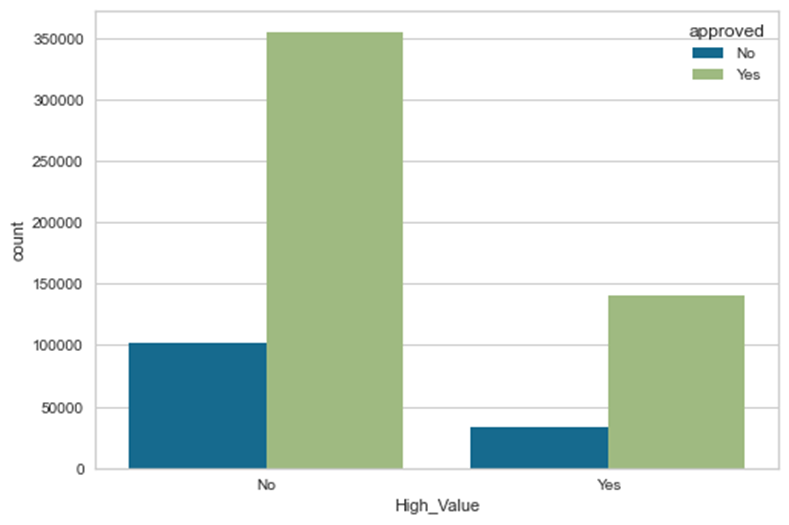 approved
No
Yes
350000
300000
250000
200000
150000
100000
50000
0
count
No
Yes
High_Value